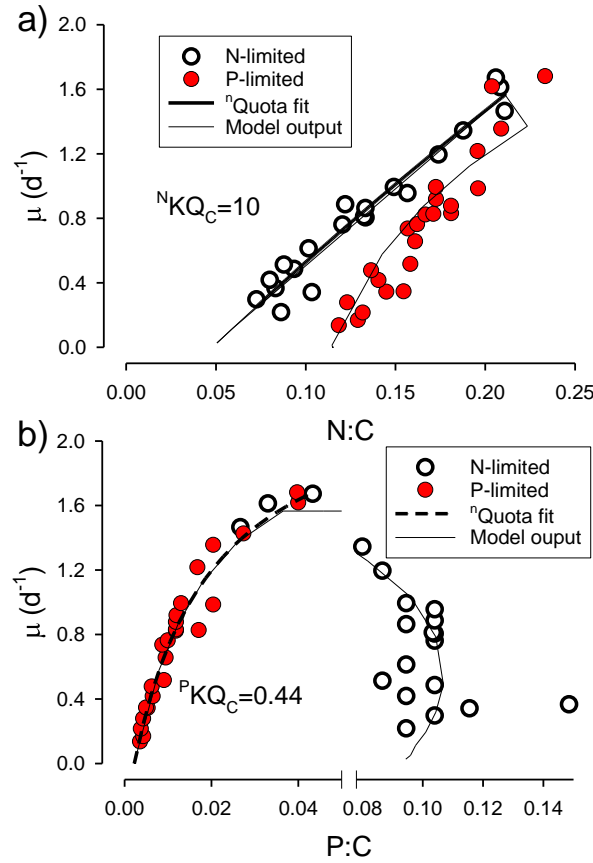 a)
N-limited
P-limited
ⁿQuota fit
Model output
ᴺKQ_C=10
μ (d⁻¹)
2.0
1.6
1.2
0.8
0.4
0.0
0.00 0.05 0.10 0.15 0.20 0.25
N:C
b)
N-limited
P-limited
ⁿQuota fit
Model ouput
ᴾKQ_C=0.44
μ (d⁻¹)
2.0
1.6
1.2
0.8
0.4
0.0
0.00 0.02 0.04 0.08 0.10 0.12 0.14
P:C